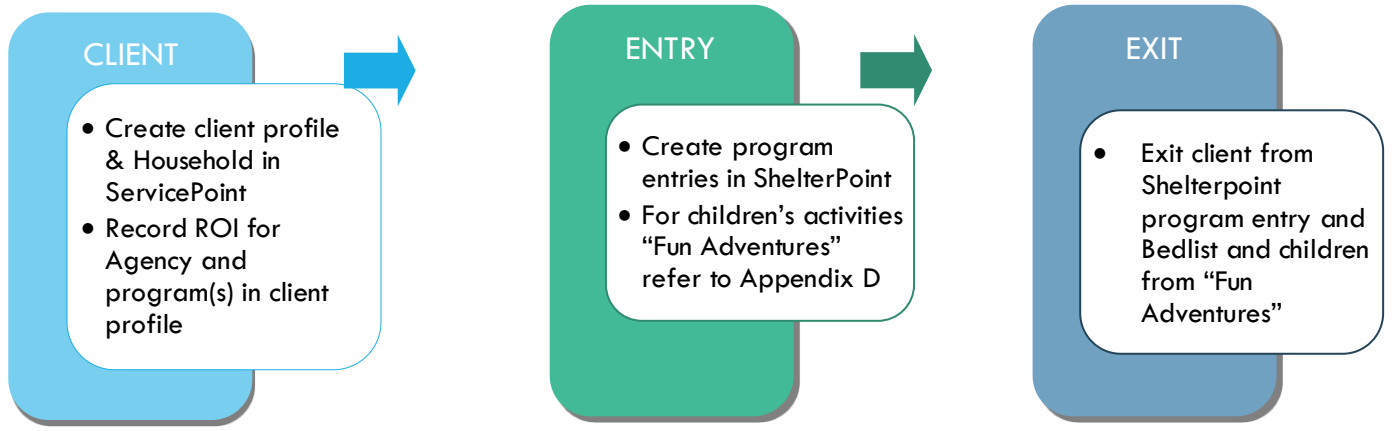 CLIENT
• Create client profile
& Household in
ServicePoint
• Record ROI for
Agency and
program(s) in client
profile
ENTRY
• Create program
entries in ShelterPoint
• For children’s activities
“Fun Adventures”
refer to Appendix D
EXIT
• Exit client from
Shelterpoint
program entry and
Bedlist and children
from “Fun
Adventures”